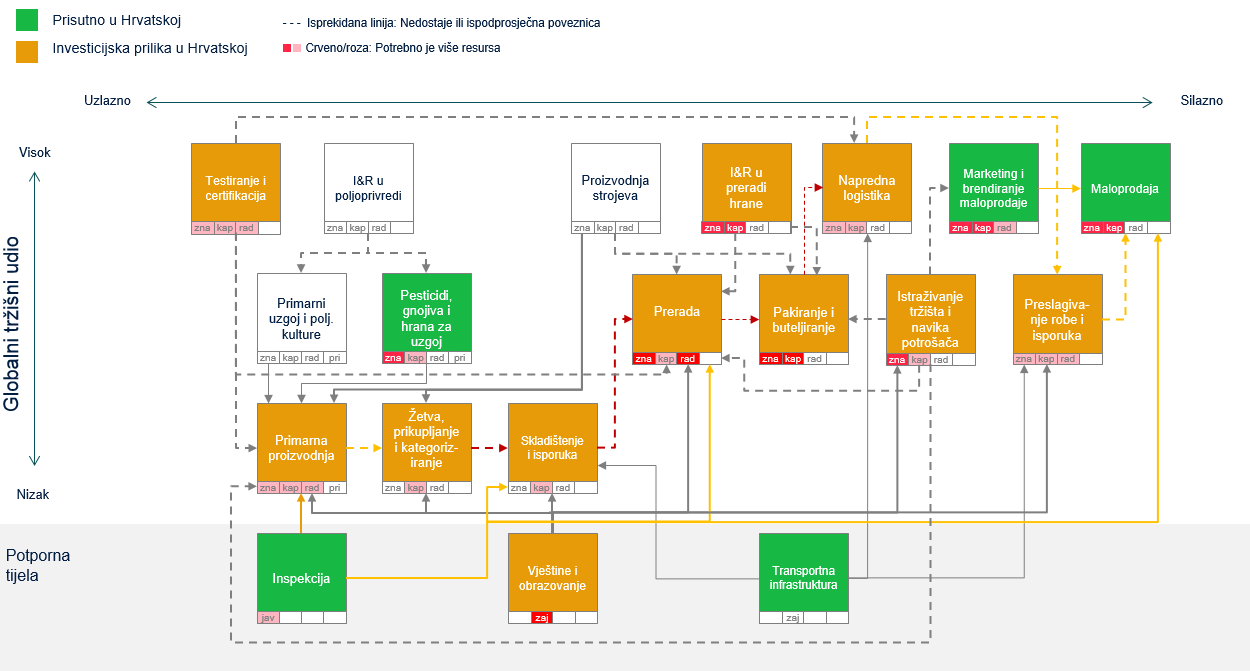 Prisutno u Hrvatskoj
Investicijska prilika u Hrvatskoj
Isprekidana linija: Nedostaje ili ispodprosječna poveznica
Crveno/roza: Potrebno je više resursa
Uzlazno
Silazno
Visok
Globalni tržišni udio
Nizak
Testiranje i
certifikacija
zna kap rad
I&R u
poljoprivredi
zna kap rad
Proizvodnja
strojeva
zna kap rad
I&R u
preradi
hrane
zna kap rad
Napredna
logistika
zna kap rad
Marketing i
brendiranje
maloprodaje
zna kap rad
Maloprodaja
zna kap rad
Primarni
uzgoj i polj.
kulture
zna kap rad pri
Pesticidi,
gnojiva i
hrana za
uzgoj
zna kap rad pri
Prerada
zna kap rad
Pakiranje i
buteljiranje
zna kap rad
Istraživanje
tržišta i
navika
potrošača
zna kap rad
Preslagiva-
nje robe i
isporuka
zna kap rad
Primarna
proizvodnja
zna kap rad pri
Žetva,
prikupljanje
i kategoriz-
iranje
zna kap rad
Skladištenje
i isporuka
zna kap rad
Potporna
tijela
Inspekcija
jav
Vještine i
obrazovanje
zaj
Transportna
infrastruktura
zaj